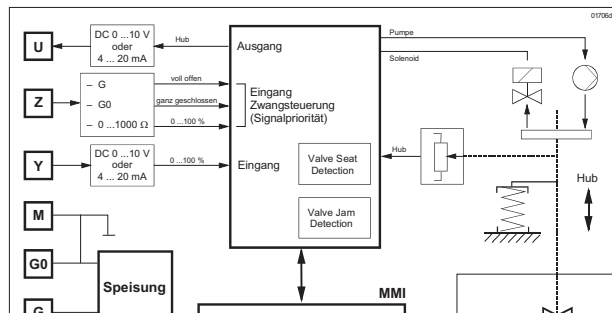 01706d
Pumpe
U
DC 0 ...10 V
oder
4 ... 20 mA
Hub
Ausgang
Solenoid
Z
– G
– G0
– 0 ...1000 Ω
voll offen
ganz geschlossen
0 ...100 %
Eingang
Zwangsteuerung
(Signalpriorität)
Y
DC 0 ...10 V
oder
4 ... 20 mA
0 ...100 %
Eingang
Valve Seat
Detection
Hub
Hub
M
Valve Jam
Detection
G0
Speisung
MMI
G